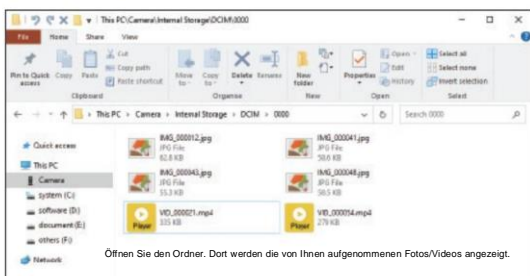 This PC\Camera\Internal Storage\DCIM\0000
File Home Share View
Pin to Quick access
Copy
Paste
Cut
Copy path
Paste shortcut
Move to
Copy to
Delete
Rename
New folder
Properties
Open
Edit
History
Select all
Select none
Invert selection
Clipboard Organise New Open Select
This PC > Camera > Internal Storage > DCIM > 0000
Search 0000
Quick access
This PC
Camera
system (C:)
software (D:)
document (E:)
others (F:)
Network
IMG_000012.jpg
JPG File
62.8 KB
IMG_000041.jpg
JPG File
58.6 KB
IMG_000043.jpg
JPG File
55.3 KB
IMG_000048.jpg
JPG File
58.5 KB
Player
VID_000021.mp4
335 KB
Player
VID_000054.mp4
279 KB
Öffnen Sie den Ordner. Dort werden die von Ihnen aufgenommenen Fotos/Videos angezeigt.